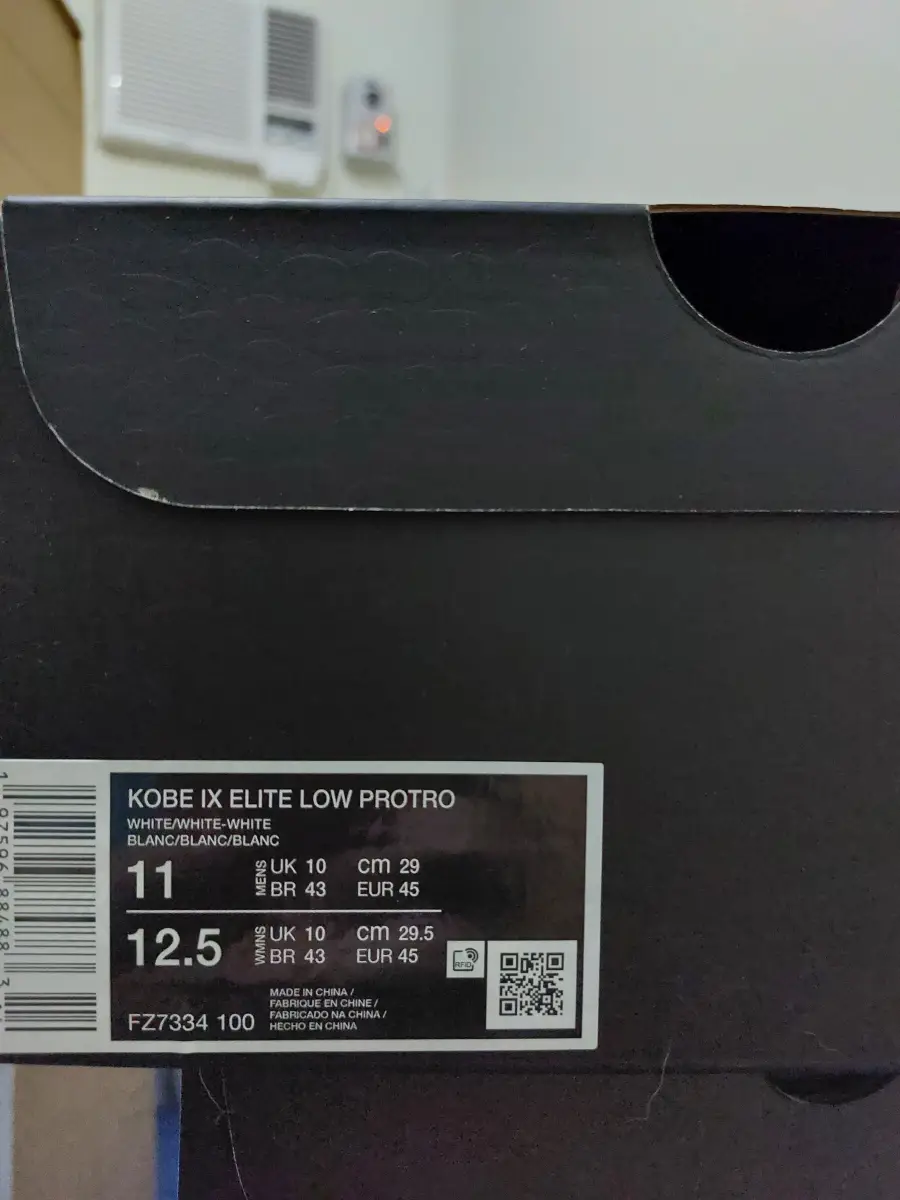 KOBE IX ELITE LOW PROTRO
WHITE/WHITE-WHITE
BLANC/BLANC/BLANC
11 MENS UK 10 CM 29
BR 43 EUR 45
12.5 WMNS UK 10 CM 29.5
BR 43 EUR 45
RFID
MADE IN CHINA /
FABRIQUE EN CHINE /
FABRICADO NA CHINA /
HECHO EN CHINA
FZ7334 100